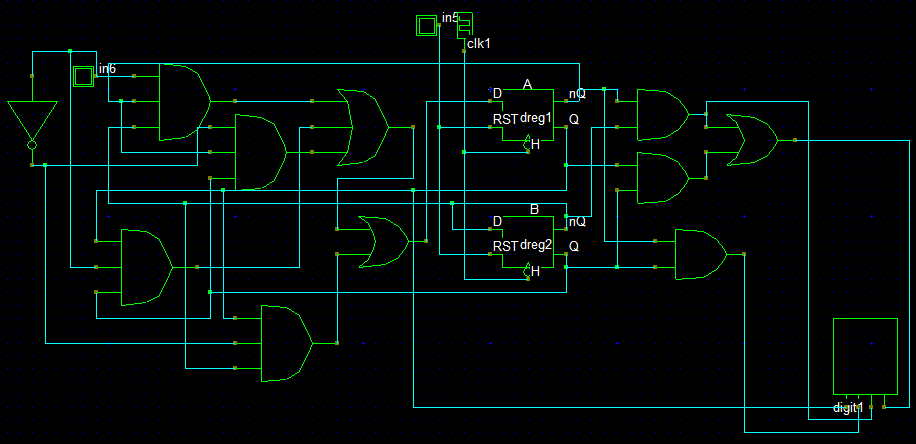 in5
clk1
in6
A
D
nQ
RST
dreg1
Q
H
B
D
nQ
RST
dreg2
Q
H
digit1